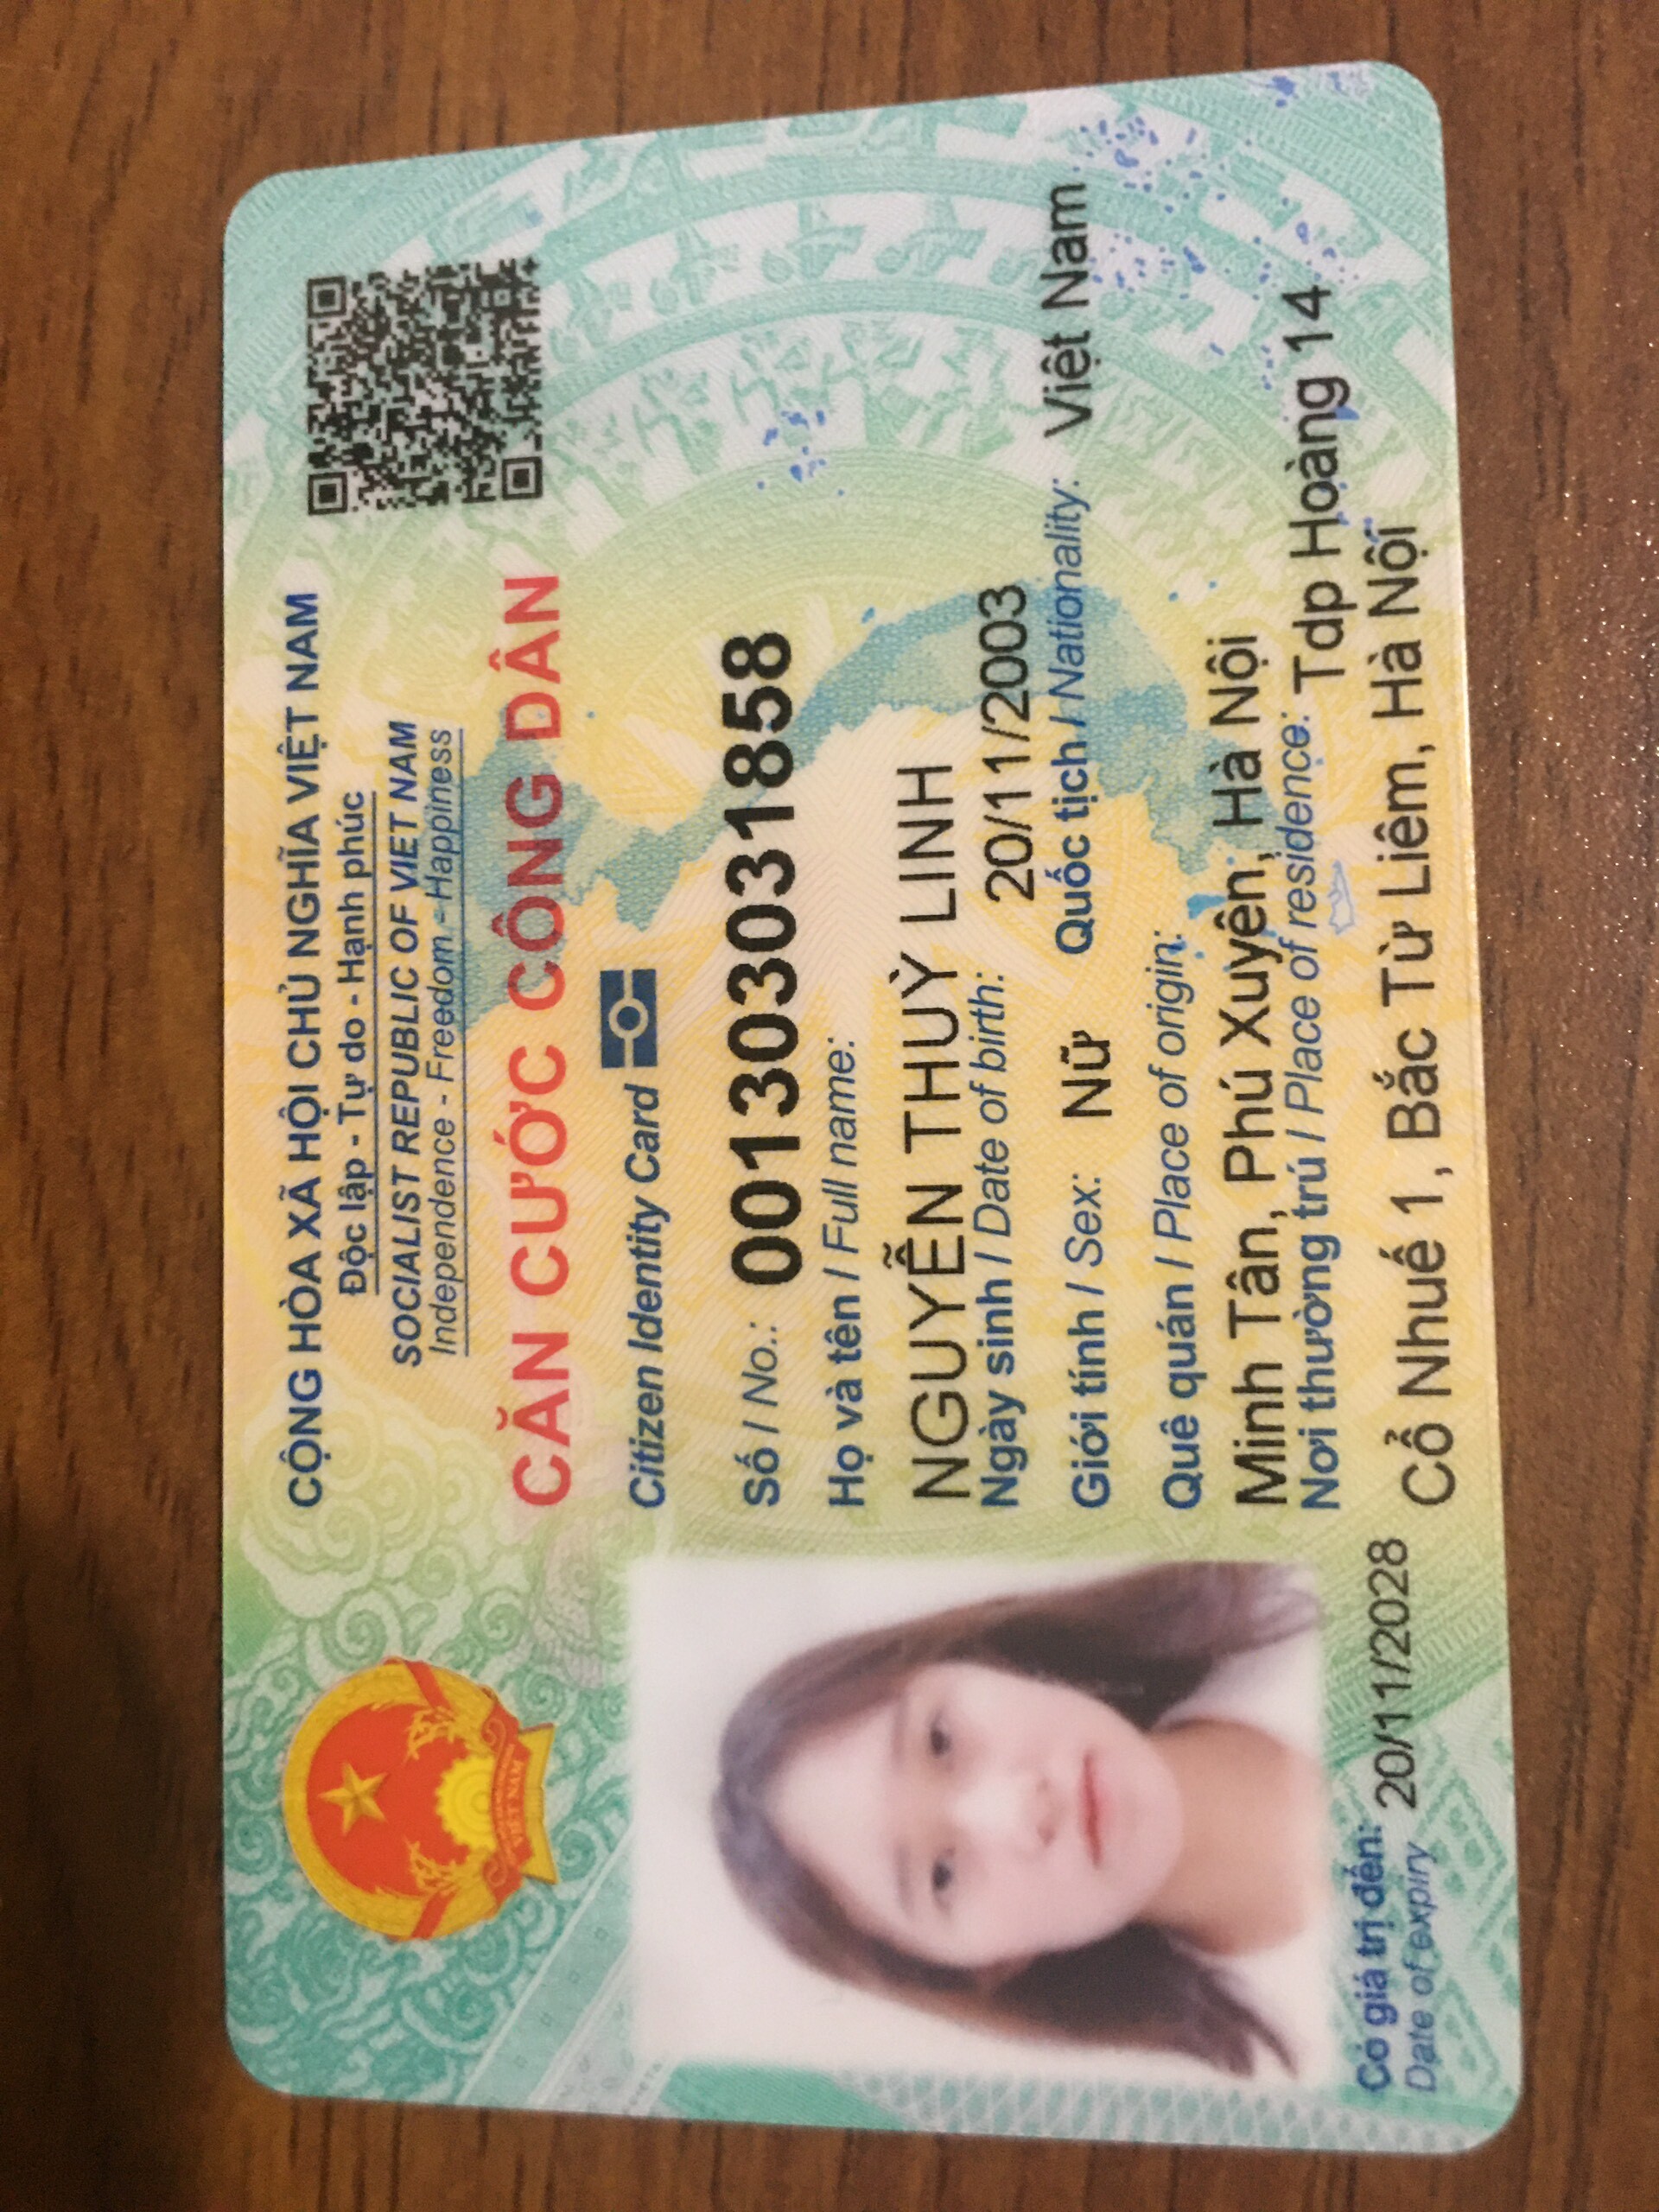 CỘNG HÒA XÃ HỘI CHỦ NGHĨA VIỆT NAM
Độc lập - Tự do - Hạnh phúc
SOCIALIST REPUBLIC OF VIET NAM
Independence - Freedom - Happiness
CĂN CƯỚC CÔNG DÂN
Citizen Identity Card
Số / No.: 001303031858
Họ và tên / Full name:
NGUYỄN THUỲ LINH
Ngày sinh / Date of birth: 20/11/2003
Giới tính / Sex: Nữ Quốc tịch / Nationality: Việt Nam
Quê quán / Place of origin:
Minh Tân, Phú Xuyên, Hà Nội
Nơi thường trú / Place of residence: Tdp Hoàng 14
Cổ Nhuế 1, Bắc Từ Liêm, Hà Nội
Có giá trị đến: 20/11/2028
Date of expiry
VIỆT NAM